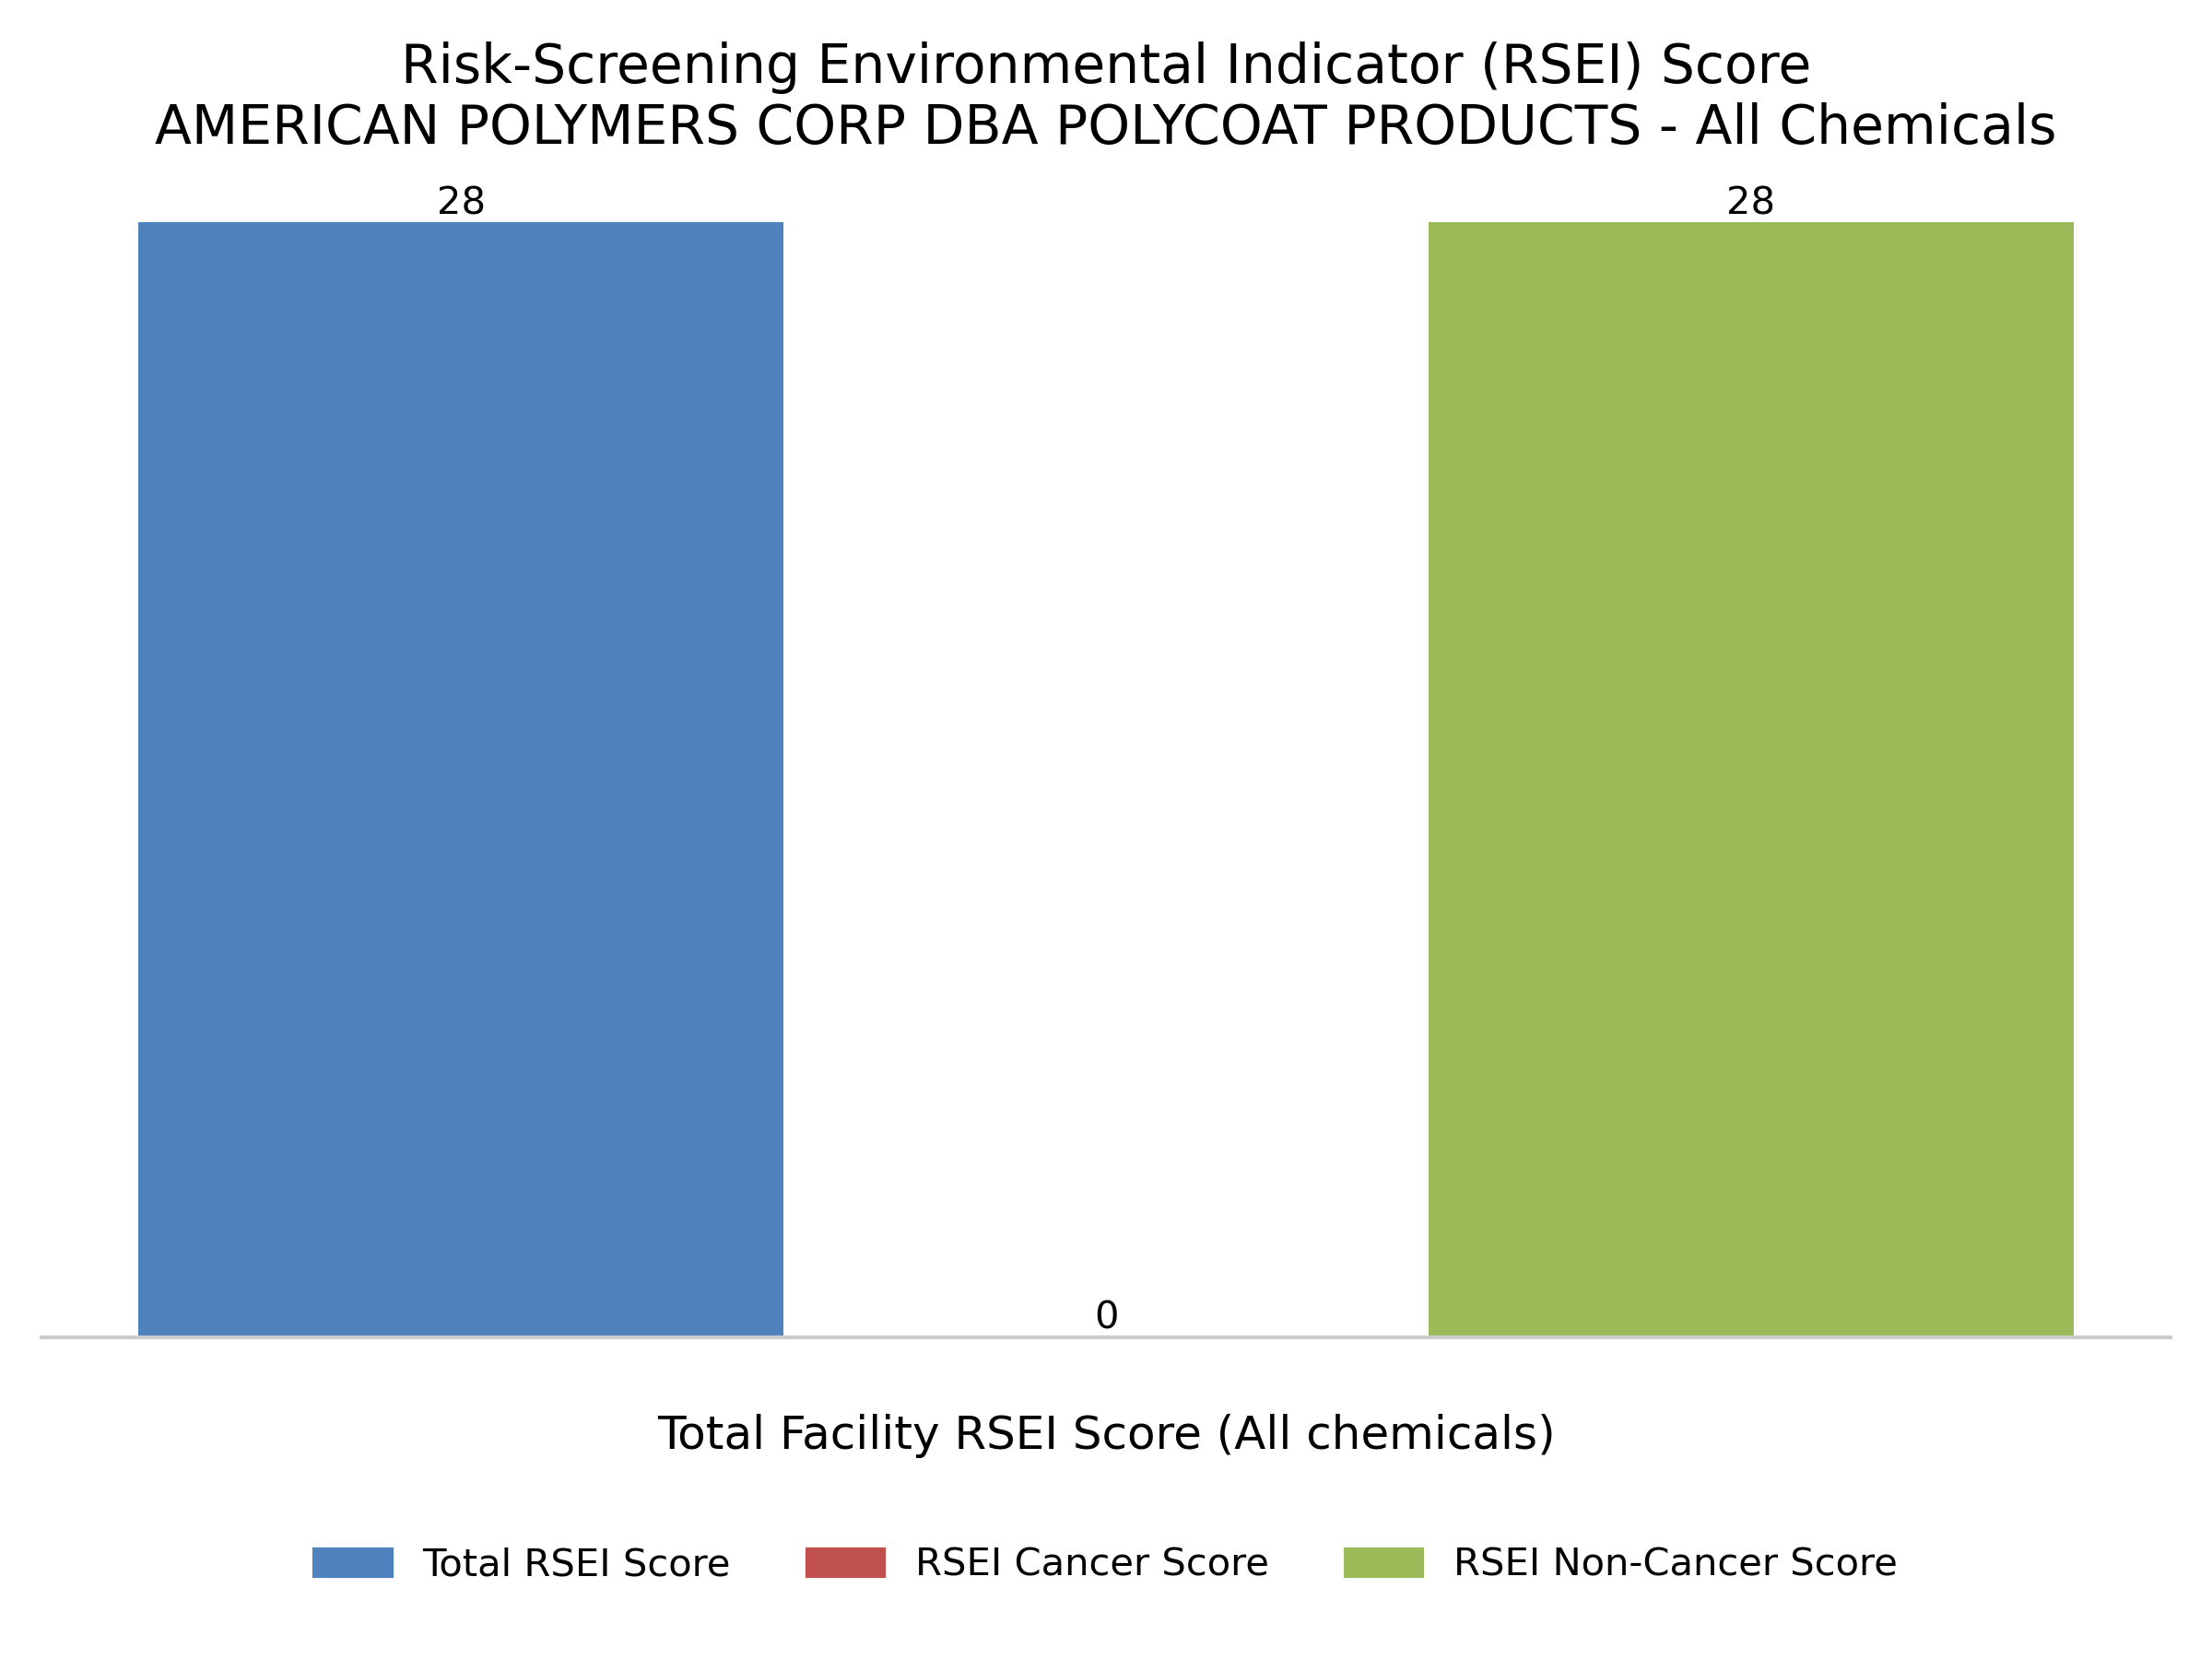 Risk-Screening Environmental Indicator (RSEI) Score
AMERICAN POLYMERS CORP DBA POLYCOAT PRODUCTS - All Chemicals
28
28
0
Total Facility RSEI Score (All chemicals)
Total RSEI Score
RSEI Cancer Score
RSEI Non-Cancer Score